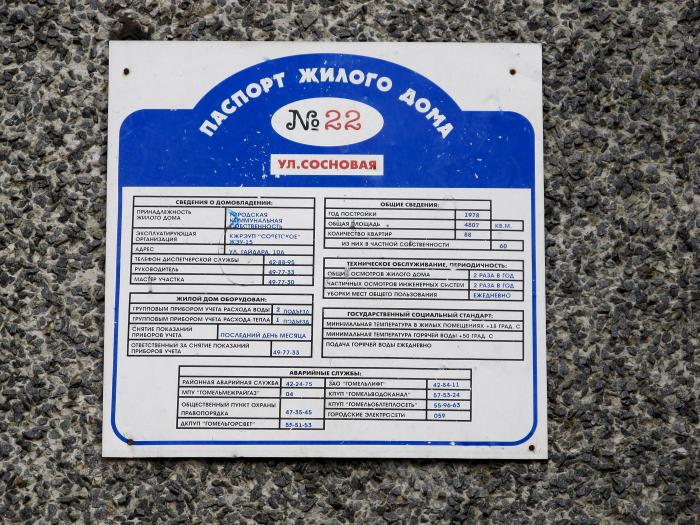 ПАСПОРТ ЖИЛОГО ДОМА
№ 22
УЛ.СОСНОВАЯ
СВЕДЕНИЯ О ДОМОВЛАДЕНИИ:
ПРИНАДЛЕЖНОСТЬ ЖИЛОГО ДОМА ГОРОДСКАЯ КОММУНАЛЬНАЯ СОБСТВЕННОСТЬ
ЭКСПЛУАТИРУЮЩАЯ ОРГАНИЗАЦИЯ КЖРЭУП "СОВЕТСКОЕ" ЖЭУ-15
АДРЕС УЛ. ГАЙДАРА, 10А
ТЕЛЕФОН ДИСПЕТЧЕРСКОЙ СЛУЖБЫ 42-88-95
РУКОВОДИТЕЛЬ 49-77-33
МАСТЕР УЧАСТКА 49-77-30
ЖИЛОЙ ДОМ ОБОРУДОВАН:
ГРУППОВЫМ ПРИБОРОМ УЧЕТА РАСХОДА ВОДЫ 2 ПОДЪЕЗД
ГРУППОВЫМ ПРИБОРОМ УЧЕТА РАСХОДА ТЕПЛА 1 ПОДЪЕЗД
СНЯТИЕ ПОКАЗАНИЙ ПРИБОРОВ УЧЕТА ПОСЛЕДНИЙ ДЕНЬ МЕСЯЦА
ОТВЕТСТВЕННЫЙ ЗА СНЯТИЕ ПОКАЗАНИЙ ПРИБОРОВ УЧЕТА 49-77-33
ОБЩИЕ СВЕДЕНИЯ:
ГОД ПОСТРОЙКИ 1978
ОБЩАЯ ПЛОЩАДЬ 4807 КВ.М.
КОЛИЧЕСТВО КВАРТИР 88
ИЗ НИХ В ЧАСТНОЙ СОБСТВЕННОСТИ 60
ТЕХНИЧЕСКОЕ ОБСЛУЖИВАНИЕ, ПЕРИОДИЧНОСТЬ:
ОБЩИХ ОСМОТРОВ ЖИЛОГО ДОМА 2 РАЗА В ГОД
ЧАСТИЧНЫХ ОСМОТРОВ ИНЖЕНЕРНЫХ СИСТЕМ 2 РАЗА В ГОД
УБОРКИ МЕСТ ОБЩЕГО ПОЛЬЗОВАНИЯ ЕЖЕДНЕВНО
ГОСУДАРСТВЕННЫЙ СОЦИАЛЬНЫЙ СТАНДАРТ:
МИНИМАЛЬНАЯ ТЕМПЕРАТУРА В ЖИЛЫХ ПОМЕЩЕНИЯХ +18 ГРАД. С
МИНИМАЛЬНАЯ ТЕМПЕРАТУРА ГОРЯЧЕЙ ВОДЫ +50 ГРАД. С
ПОДАЧА ГОРЯЧЕЙ ВОДЫ ЕЖЕДНЕВНО
АВАРИЙНЫЕ СЛУЖБЫ:
РАЙОННАЯ АВАРИЙНАЯ СЛУЖБА 42-24-75
МПУ "ГОМЕЛЬМЕЖРАЙГАЗ" 04
ОБЩЕСТВЕННЫЙ ПУНКТ ОХРАНЫ ПРАВОПОРЯДКА 47-35-45
ДКПУП "ГОМЕЛЬГОРСВЕТ" 55-51-53
ЗАО "ГОМЕЛЬЛИФТ" 42-84-11
КПУП "ГОМЕЛЬВОДОКАНАЛ" 57-53-24
КПУП "ГОМЕЛЬОБЛТЕПЛОСЕТЬ" 55-96-63
ГОРОДСКИЕ ЭЛЕКТРОСЕТИ 059